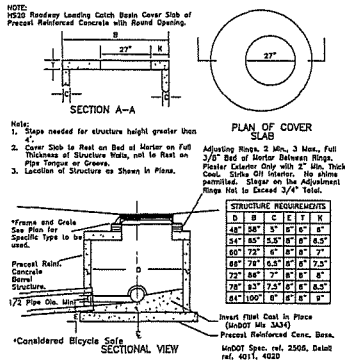 NOTE:
HS20 Roadway Loading Catch Basin Cover Slab of
Precast Reinforced Concrete with Round Opening.
B
27"
K
C
C
SECTION A-A
27"
PLAN OF COVER
SLAB
Note:
1. Steps needed for structure height greater than
4'.
2. Cover Slab to Rest on Bed of Mortar on Full
Thickness of Structure Walls, not to Rest on
Pipe Tongue or Groove.
3. Location of Structure as Shown in Plans.
Adjusting Rings, 2 Min., 3 Max., Full
3/8" Bed of Mortar Between Rings.
Plaster Exterior Only with 2" Min. Thick
Coat. Strike Off Interior. No shims
permitted. Stagger on the Adjustment
Rings Not to Exceed 3/4" Total.
*Frame and Grate
See Plan for
Specific Type to be
used.
Precast Reinf.
Concrete
Barrel
Structure.
1/2 Pipe Dia. Min.
D
STRUCTURE REQUIREMENTS
D B C E T K
48" 58" 5" 6" 6"
54" 65" 5.5" 8" 6" 6.5"
60" 72" 6" 8" 7"
66" 79" 6.5" 8" 7.5"
72" 86" 7" 8" 8"
78" 93" 7.5" 8" 8.5"
84" 100" 8" 8" 9"
Invert Fillet Cast in Place
(MnDOT Mix 3A34)
Precast Reinforced Conc. Base.
*Considered Bicycle Safe
SECTIONAL VIEW
MnDOT Spec. ref. 2506, Detail
ref. 4011, 4020